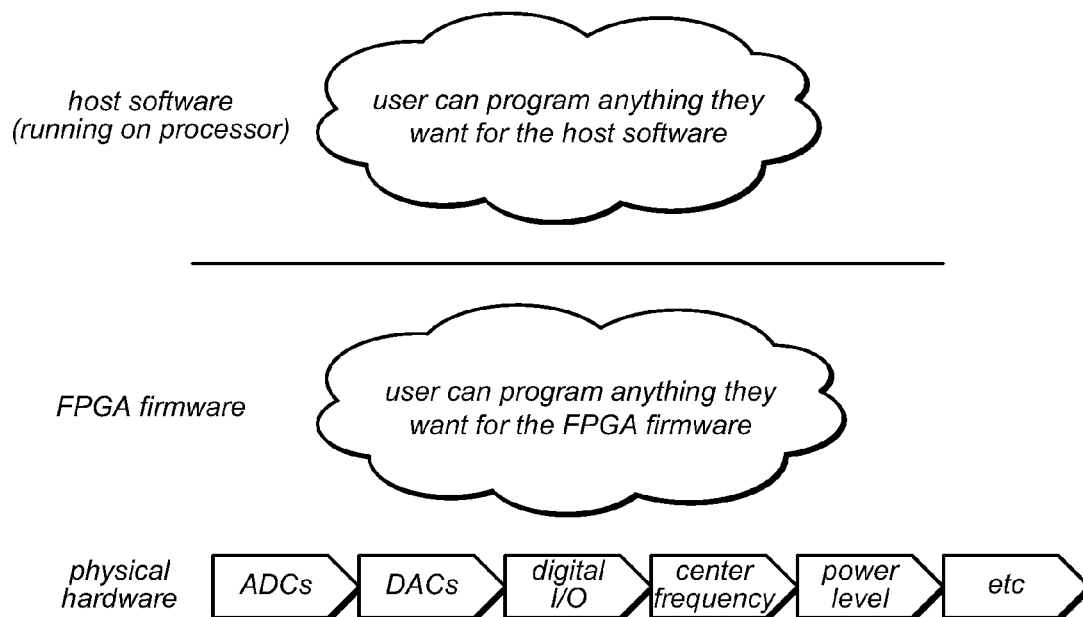 host software
(running on processor)
user can program anything they
want for the host software
FPGA firmware
user can program anything they
want for the FPGA firmware
physical
hardware
ADCs
DACs
digital
I/O
center
frequency
power
level
etc